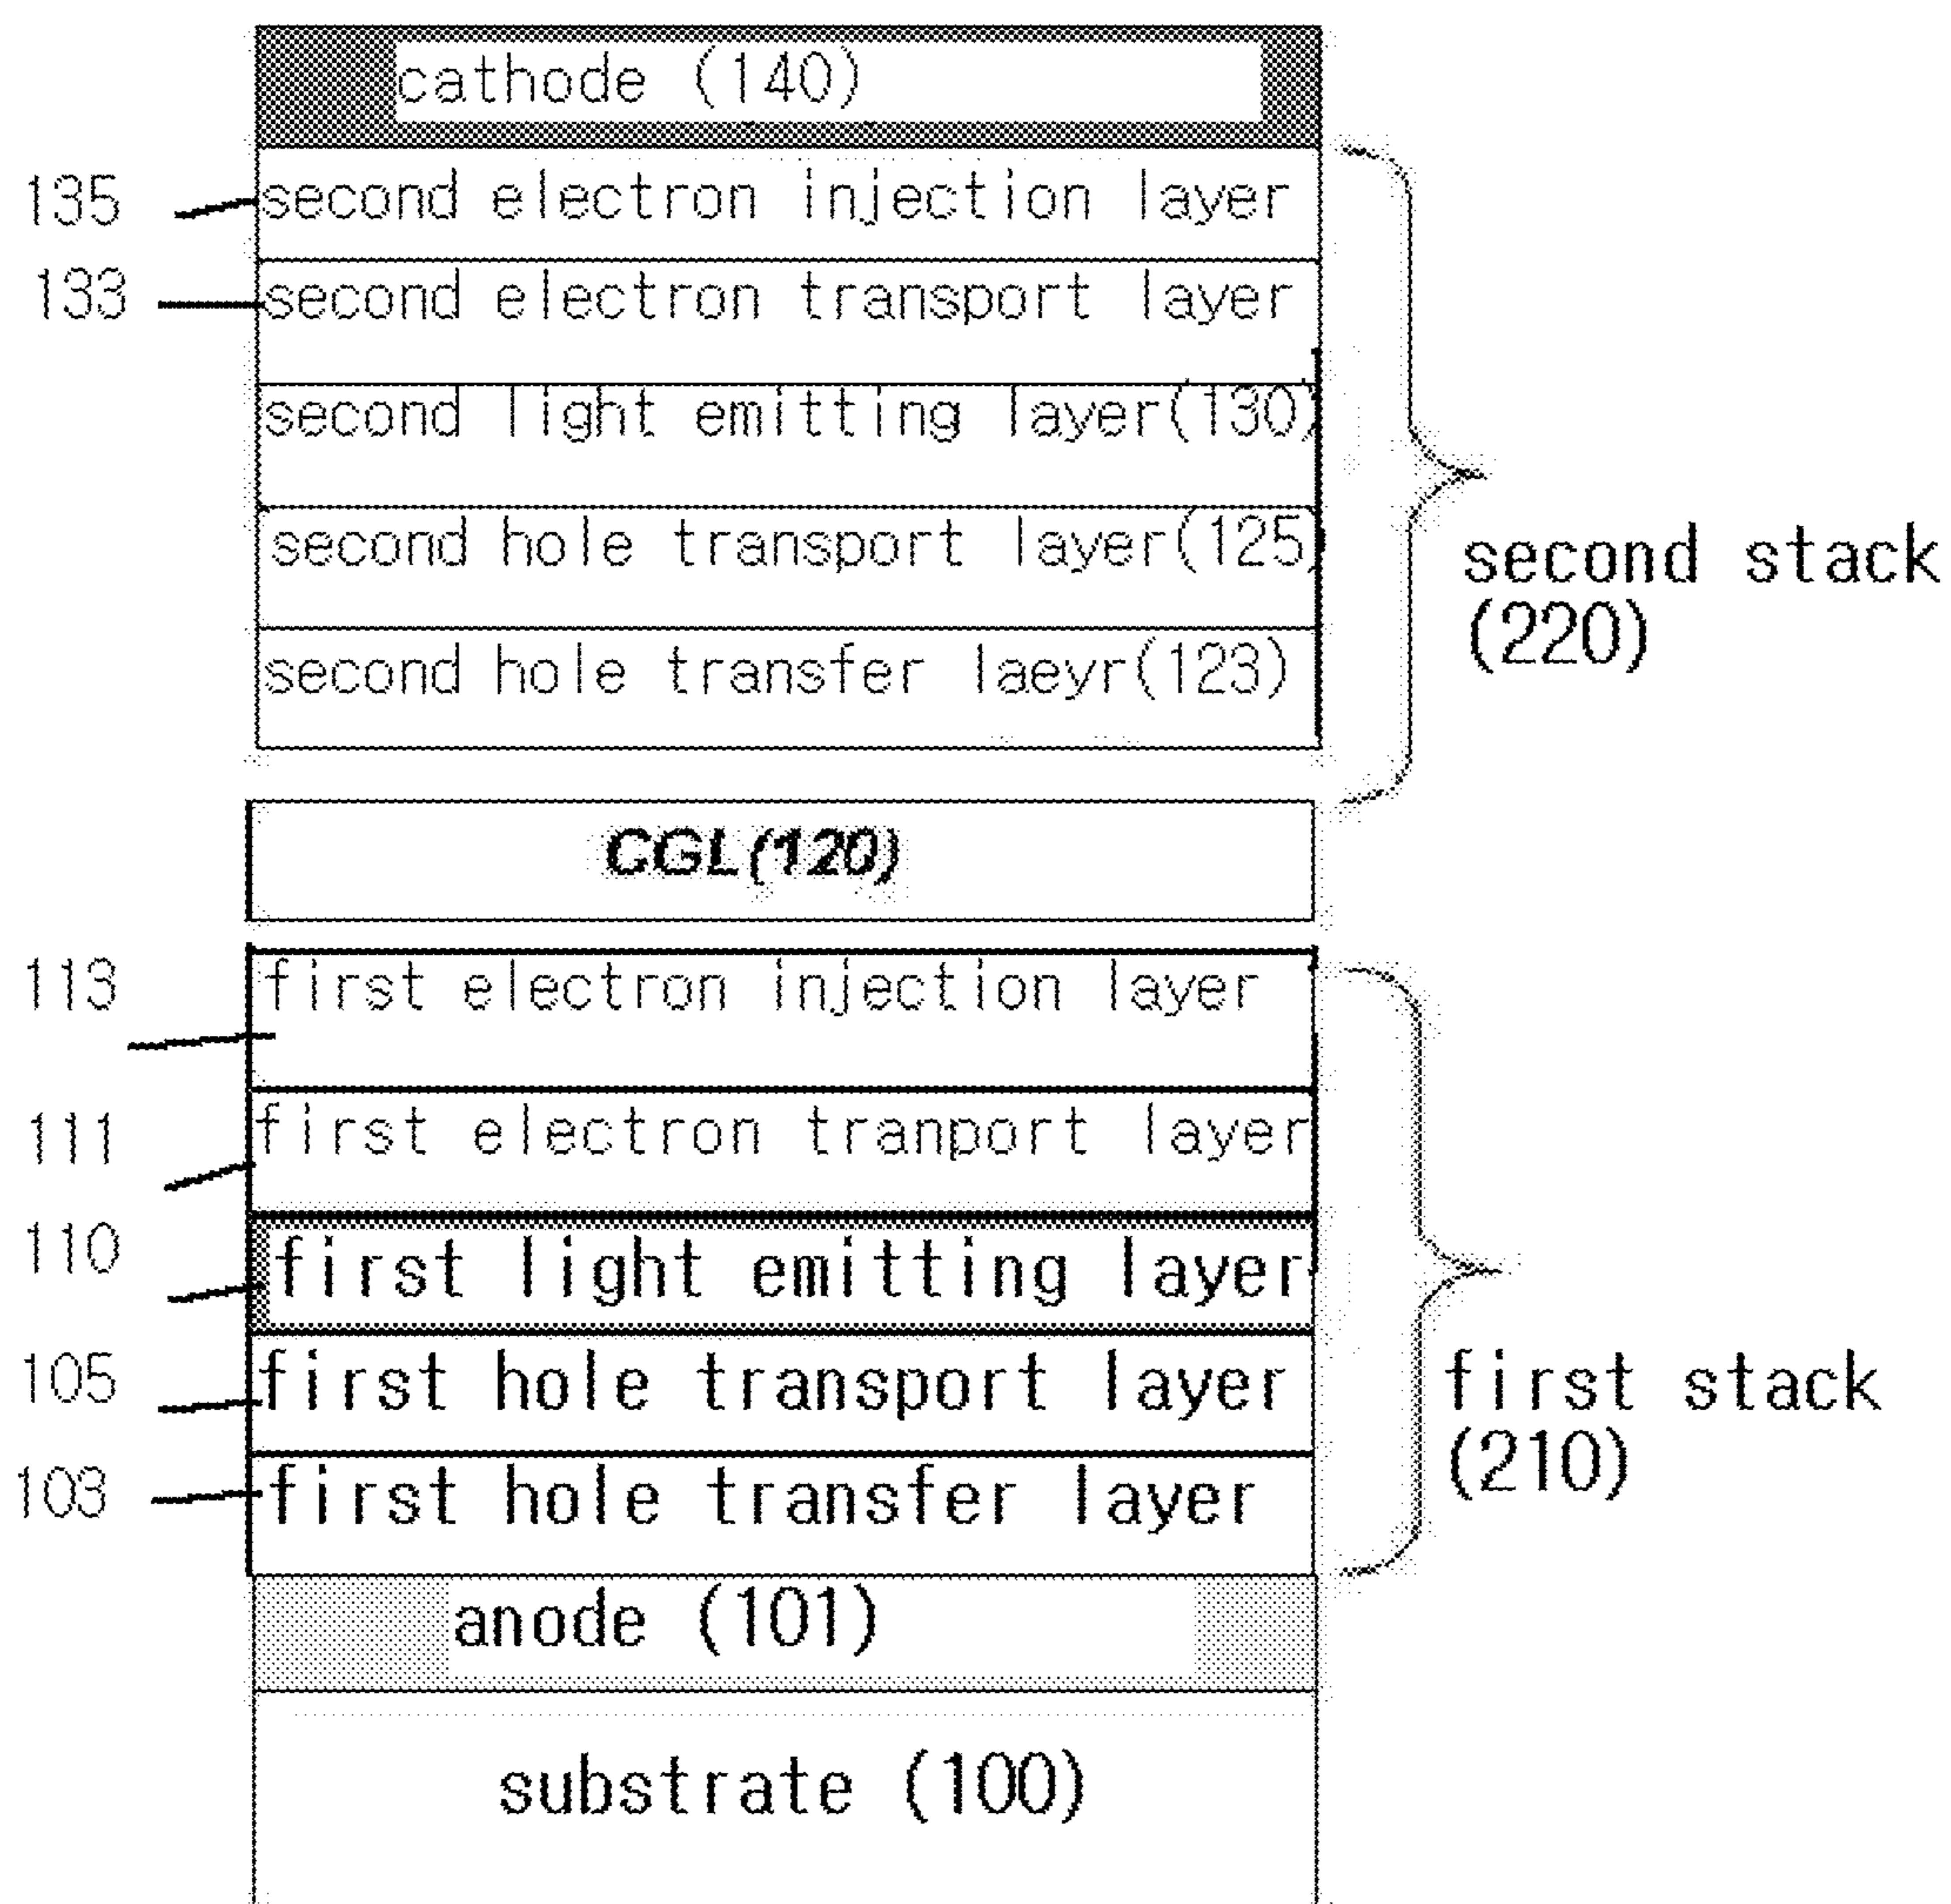 cathode (140)
135 second electron injection layer
133 second electron transport layer
second light emitting layer(130)
second hole transport layer(125)
second stack
(220)
second hole transfer laeyr(123)
CGL(120)
113 first electron injection layer
111 first electron tranport layer
110 first light emitting layer
105 first hole transport layer
first stack
(210)
103 first hole transfer layer
anode (101)
substrate (100)